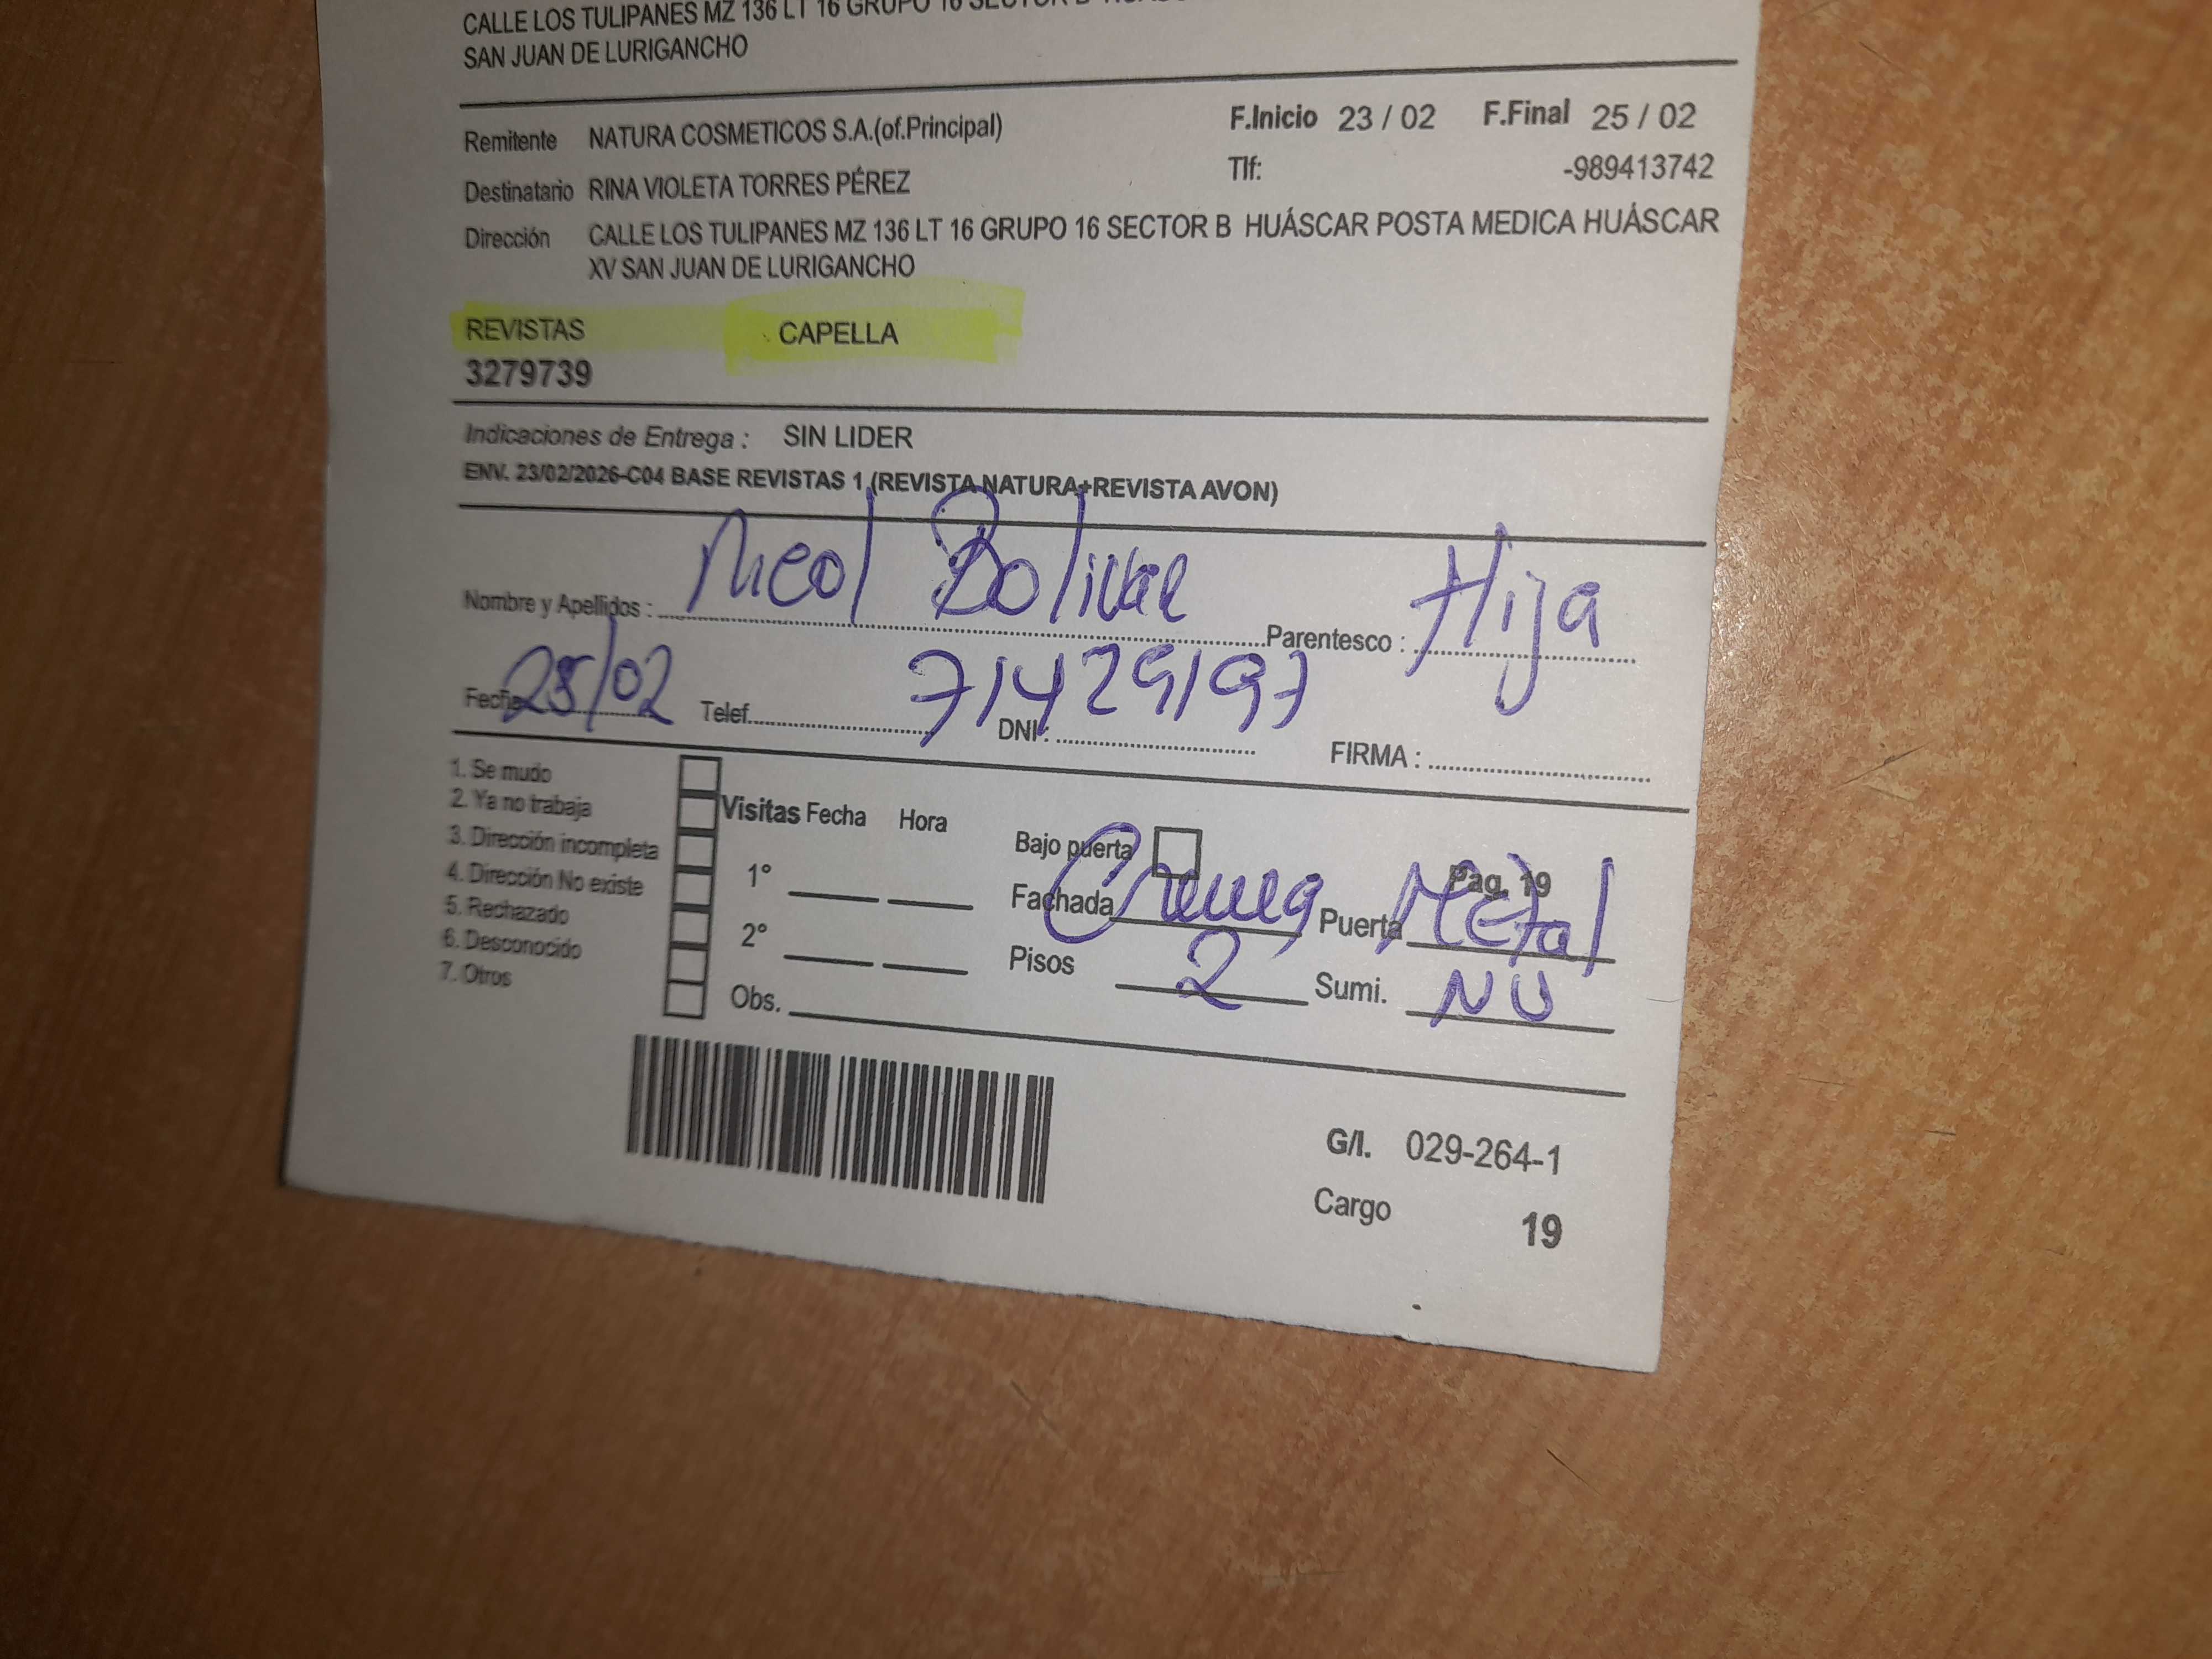 CALLE LOS TULIPANES MZ 136 LT 16 GRUPO 16 SECTOR B
SAN JUAN DE LURIGANCHO
Remitente NATURA COSMETICOS S.A.(of.Principal) F.Inicio 23 / 02 F.Final 25 / 02
Destinatario RINA VIOLETA TORRES PÉREZ Tlf: -989413742
Dirección CALLE LOS TULIPANES MZ 136 LT 16 GRUPO 16 SECTOR B HUÁSCAR POSTA MEDICA HUÁSCAR
XV SAN JUAN DE LURIGANCHO
REVISTAS CAPELLA
3279739
Indicaciones de Entrega : SIN LIDER
ENV. 23/02/2026-C04 BASE REVISTAS 1 (REVISTA NATURA+REVISTA AVON)
Nombre y Apellidos : Nicol Bolivar Parentesco : Hija
Fecha 25/02 Telef. DNI : 71429197 FIRMA :
1. Se mudo
2. Ya no trabaja
3. Dirección incompleta
4. Dirección No existe
5. Rechazado
6. Desconocido
7. Otros
Visitas Fecha Hora
1°
2°
Obs.
Bajo puerta Pag. 19
Fachada Crema Puerta Metal
Pisos 2 Sumi. NU
G/I. 029-264-1
Cargo 19